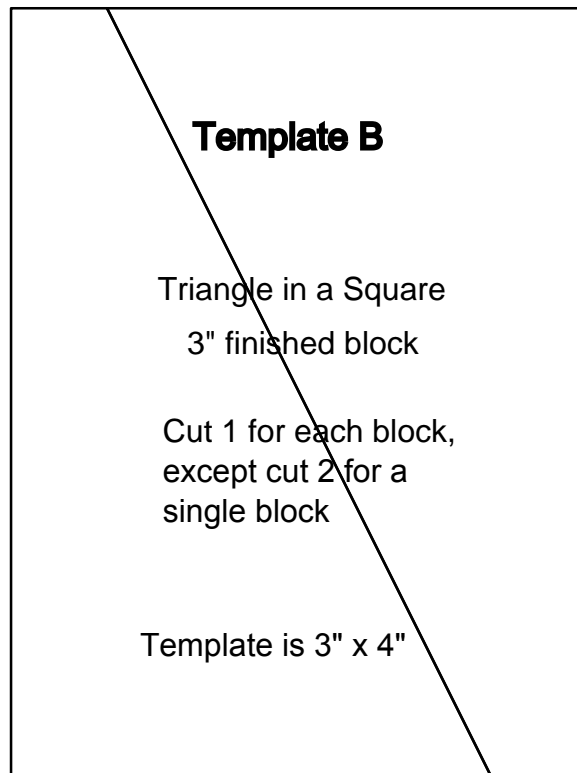 Template B
Triangle in a Square
3" finished block
Cut 1 for each block,
except cut 2 for a
single block
Template is 3" x 4"